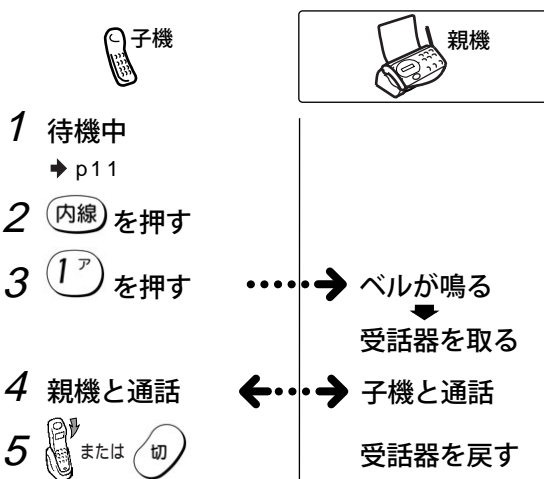 子機
親機
1 待機中
➡ p11
2 内線 を押す
3 1ア を押す
ベルが鳴る
受話器を取る
4 親機と通話
子機と通話
5 または 切
受話器を戻す